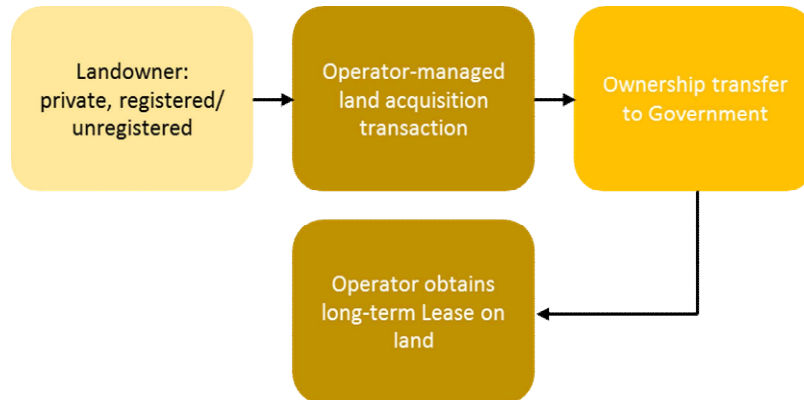 Landowner:
private, registered/
unregistered
Operator-managed
land acquisition
transaction
Ownership transfer
to Government
Operator obtains
long-term Lease on
land